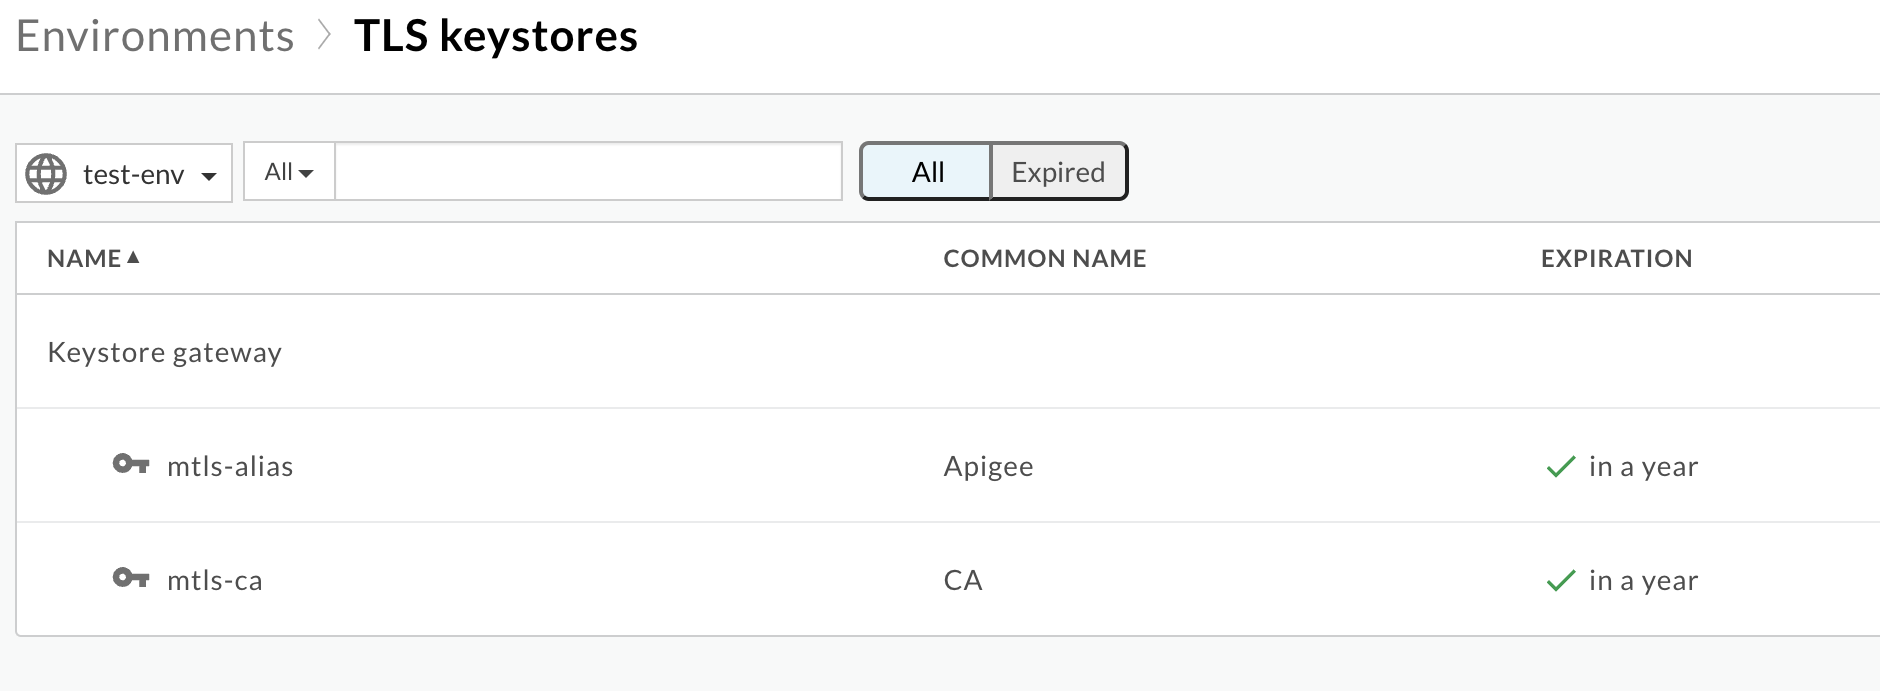 Environments > TLS keystores
test-env All All Expired
NAME▲ COMMON NAME EXPIRATION
Keystore gateway
mtls-alias Apigee in a year
mtls-ca CA in a year